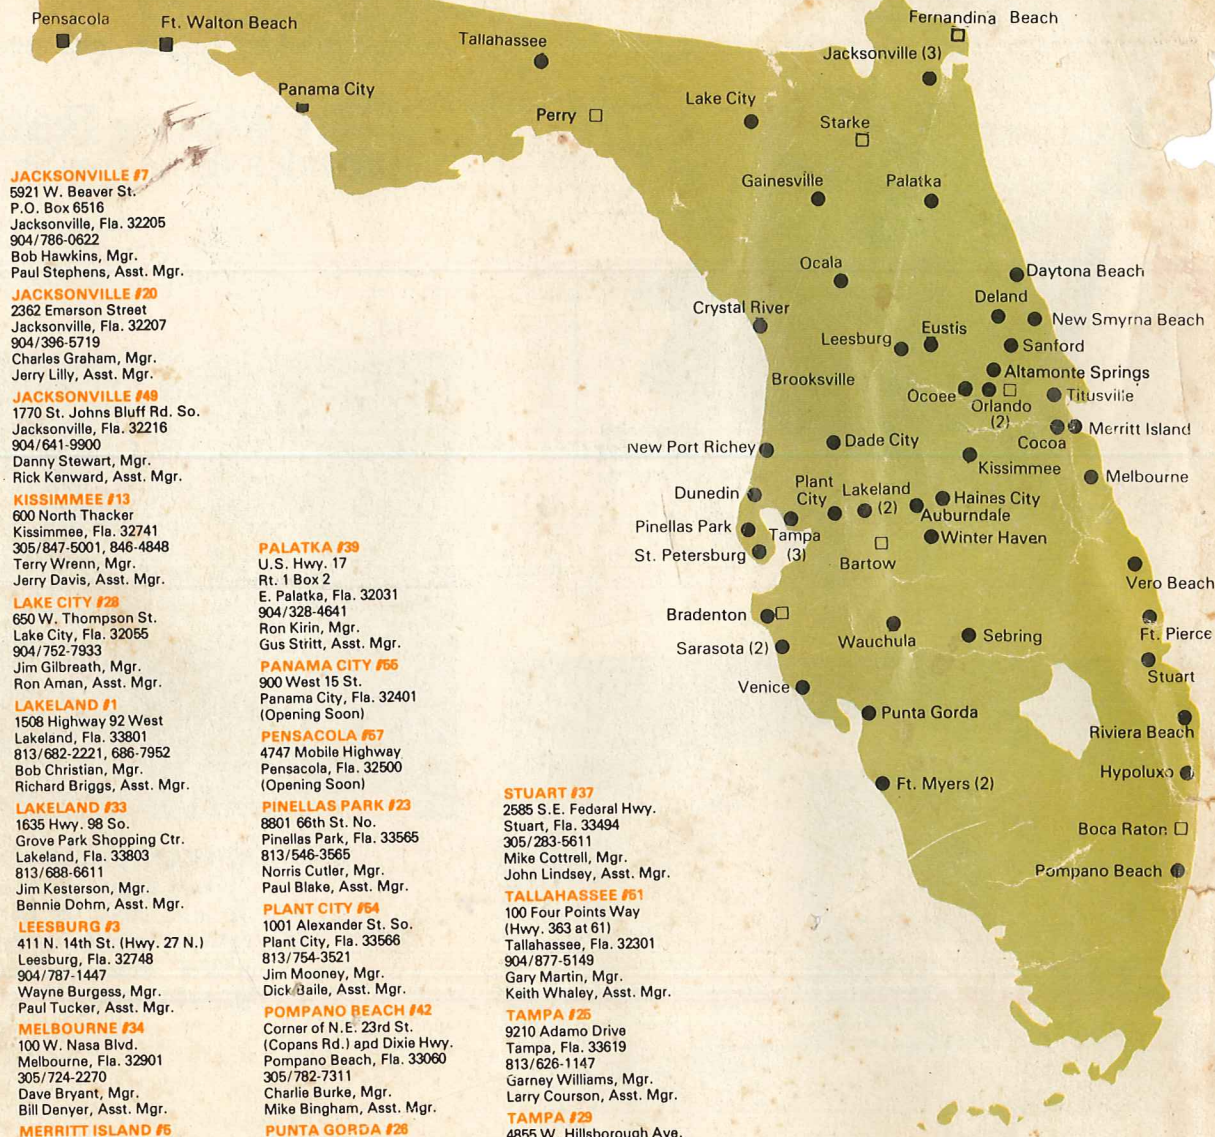 Pensacola
Ft. Walton Beach
Panama City
Tallahassee
Perry
Lake City
Fernandina Beach
Jacksonville (3)
Starke
Gainesville
Palatka
Ocala
Daytona Beach
Deland
Crystal River
New Smyrna Beach
Eustis
Leesburg
Sanford
Altamonte Springs
Brooksville
Ocoee
Orlando
(2)
Titusville
Cocoa
Merritt Island
New Port Richey
Dade City
Kissimmee
Melbourne
Dunedin
Plant
City
Lakeland
(2)
Haines City
Auburndale
Pinellas Park
Tampa
(3)
Winter Haven
St. Petersburg
Bartow
Vero Beach
Bradenton
Wauchula
Sebring
Ft. Pierce
Sarasota (2)
Stuart
Venice
Punta Gorda
Riviera Beach
Hypoluxo
Ft. Myers (2)
Boca Raton
Pompano Beach
JACKSONVILLE #7
5921 W. Beaver St.
P.O. Box 6516
Jacksonville, Fla. 32205
904/786-0622
Bob Hawkins, Mgr.
Paul Stephens, Asst. Mgr.
JACKSONVILLE #20
2362 Emerson Street
Jacksonville, Fla. 32207
904/396-5719
Charles Graham, Mgr.
Jerry Lilly, Asst. Mgr.
JACKSONVILLE #49
1770 St. Johns Bluff Rd. So.
Jacksonville, Fla. 32216
904/641-9900
Danny Stewart, Mgr.
Rick Kenward, Asst. Mgr.
KISSIMMEE #13
600 North Thacker
Kissimmee, Fla. 32741
305/847-5001, 846-4848
Terry Wrenn, Mgr.
Jerry Davis, Asst. Mgr.
LAKE CITY #28
650 W. Thompson St.
Lake City, Fla. 32055
904/752-7933
Jim Gilbreath, Mgr.
Ron Aman, Asst. Mgr.
LAKELAND #1
1508 Highway 92 West
Lakeland, Fla. 33801
813/682-2221, 686-7952
Bob Christian, Mgr.
Richard Briggs, Asst. Mgr.
LAKELAND #33
1635 Hwy. 98 So.
Grove Park Shopping Ctr.
Lakeland, Fla. 33803
813/688-6611
Jim Kesterson, Mgr.
Bennie Dohm, Asst. Mgr.
LEESBURG #3
411 N. 14th St. (Hwy. 27 N.)
Leesburg, Fla. 32748
904/787-1447
Wayne Burgess, Mgr.
Paul Tucker, Asst. Mgr.
MELBOURNE #34
100 W. Nasa Blvd.
Melbourne, Fla. 32901
305/724-2270
Dave Bryant, Mgr.
Bill Denyer, Asst. Mgr.
MERRITT ISLAND #5
PALATKA #39
U.S. Hwy. 17
Rt. 1 Box 2
E. Palatka, Fla. 32031
904/328-4641
Ron Kirin, Mgr.
Gus Stritt, Asst. Mgr.
PANAMA CITY #55
900 West 15 St.
Panama City, Fla. 32401
(Opening Soon)
PENSACOLA #57
4747 Mobile Highway
Pensacola, Fla. 32500
(Opening Soon)
PINELLAS PARK #23
8801 66th St. No.
Pinellas Park, Fla. 33565
813/546-3565
Norris Cutler, Mgr.
Paul Blake, Asst. Mgr.
PLANT CITY #54
1001 Alexander St. So.
Plant City, Fla. 33566
813/754-3521
Jim Mooney, Mgr.
Dick Baile, Asst. Mgr.
POMPANO BEACH #42
Corner of N.E. 23rd St.
(Copans Rd.) and Dixie Hwy.
Pompano Beach, Fla. 33060
305/782-7311
Charlie Burke, Mgr.
Mike Bingham, Asst. Mgr.
PUNTA GORDA #26
STUART #37
2585 S.E. Federal Hwy.
Stuart, Fla. 33494
305/283-5611
Mike Cottrell, Mgr.
John Lindsey, Asst. Mgr.
TALLAHASSEE #51
100 Four Points Way
(Hwy. 363 at 61)
Tallahassee, Fla. 32301
904/877-5149
Gary Martin, Mgr.
Keith Whaley, Asst. Mgr.
TAMPA #25
9210 Adamo Drive
Tampa, Fla. 33619
813/626-1147
Garney Williams, Mgr.
Larry Courson, Asst. Mgr.
TAMPA #29
4855 W. Hillsborough Ave.